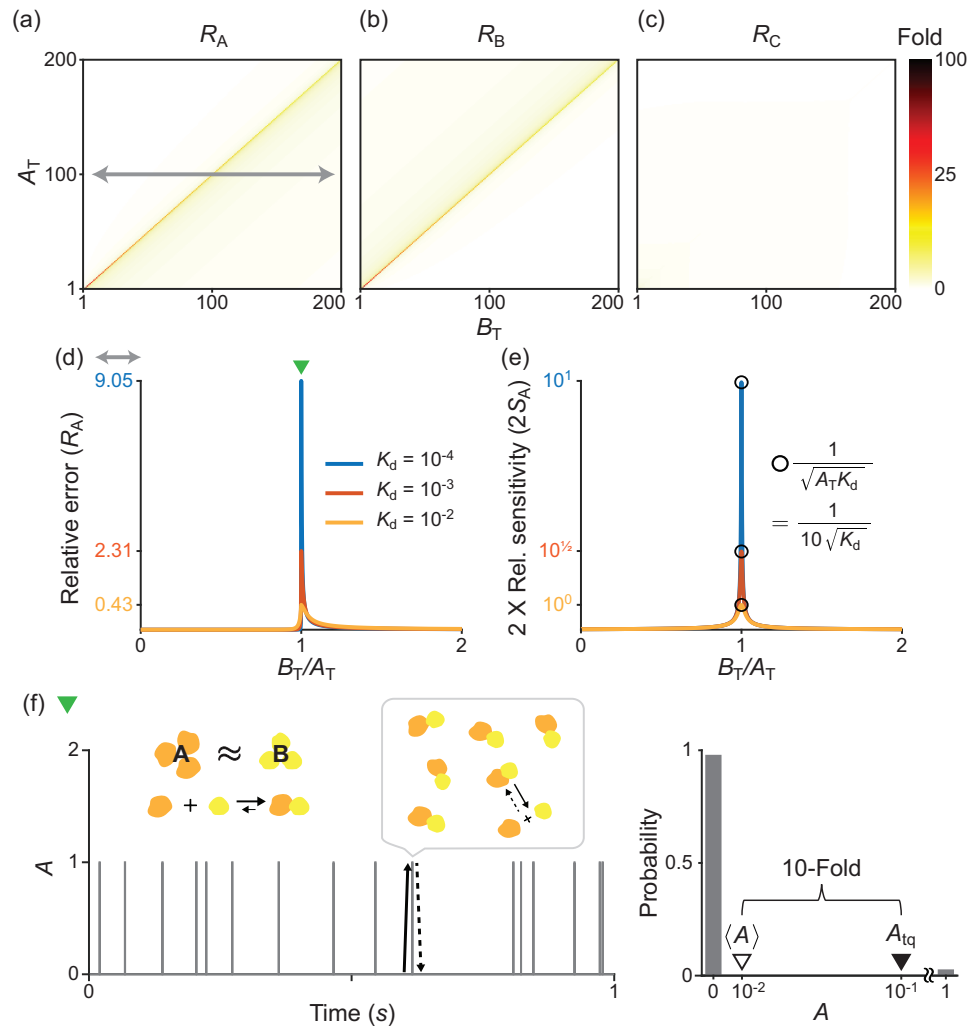 (a) (b) (c)
R_A R_B R_C Fold
200
100
1
A_T
1 100 200
1 100 200
1 100 200
B_T
100
50
25
0
(d)
9.05
2.31
0.43
Relative error (R_A)
K_d = 10^-4
K_d = 10^-3
K_d = 10^-2
0 1 2
B_T/A_T
(e)
10^1
10^½
10^0
2 X Rel. sensitivity (2S_A)
1 / √(A_T K_d)
= 1 / (10√K_d)
0 1 2
B_T/A_T
(f)
2
1
0
A
A ≈ B
+ ⇌
+
0 1
Time (s)
1
0.5
0
Probability
10-Fold
⟨A⟩ A_tq
0 10^-2 10^-1 1
A